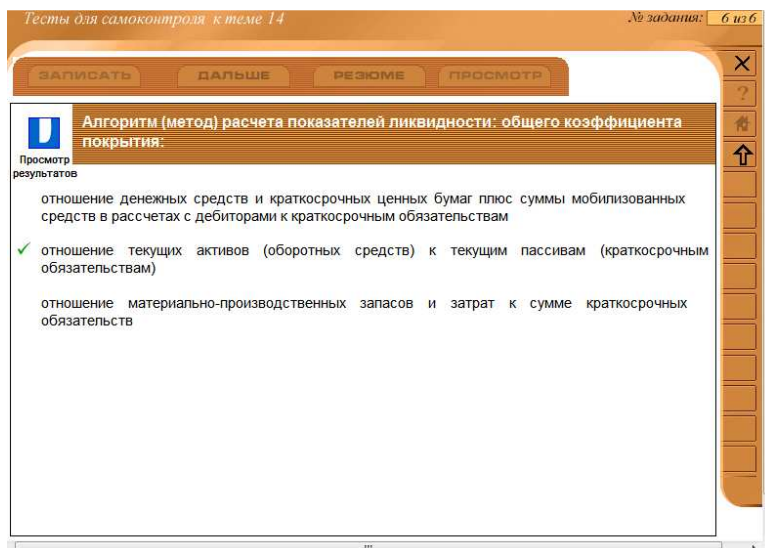 Тесты для самоконтроля к теме 14
№ задания: 6 из 6
ЗАПИСАТЬ ДАЛЬШЕ РЕЗЮМЕ ПРОСМОТР
Алгоритм (метод) расчета показателей ликвидности: общего коэффициента
покрытия:
Просмотр
результатов
отношение денежных средств и краткосрочных ценных бумаг плюс суммы мобилизованных
средств в рассчетах с дебиторами к краткосрочным обязательствам
отношение текущих активов (оборотных средств) к текущим пассивам (краткосрочным
обязательствам)
отношение материально-производственных запасов и затрат к сумме краткосрочных
обязательств